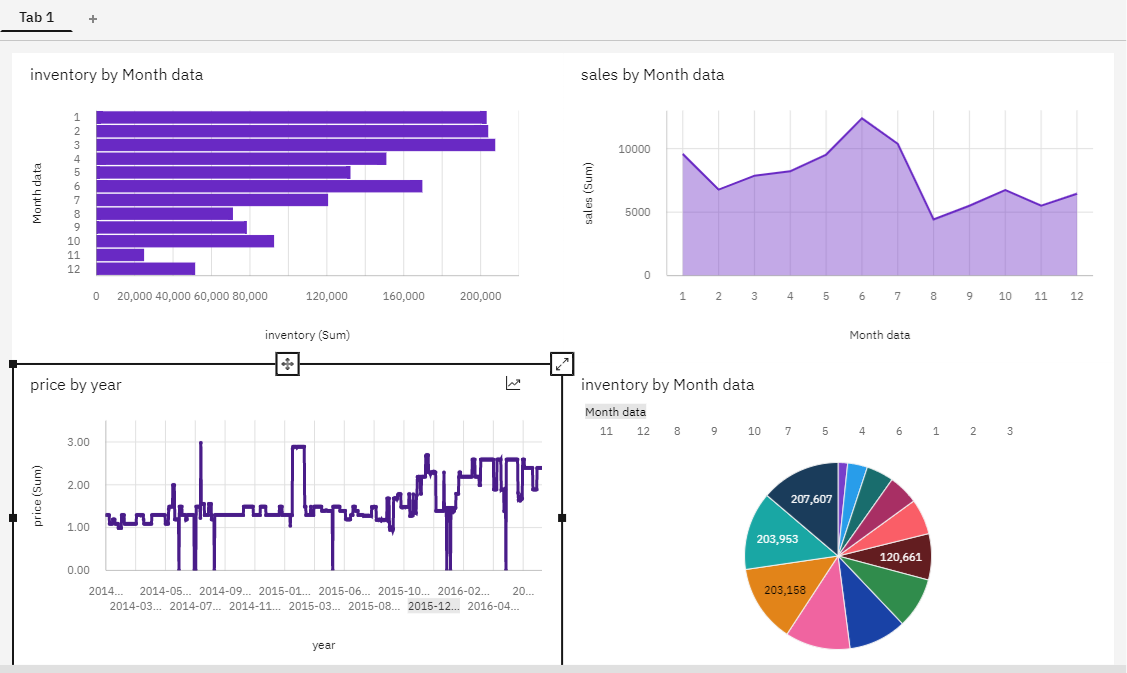 Tab 1 +
inventory by Month data
1
2
3
4
5
6
7
8
9
10
11
12
Month data
0 20,000 40,000 60,000 80,000 120,000 160,000 200,000
inventory (Sum)
sales by Month data
10000
5000
0
sales (Sum)
1 2 3 4 5 6 7 8 9 10 11 12
Month data
price by year
3.00
2.00
1.00
0.00
price (Sum)
2014... 2014-05... 2014-09... 2015-01... 2015-06... 2015-10... 2016-02... 20...
2014-03... 2014-07... 2014-11... 2015-03... 2015-08... 2015-12... 2016-04...
year
inventory by Month data
Month data
11 12 8 9 10 7 5 4 6 1 2 3
207,607
203,953
120,661
203,158